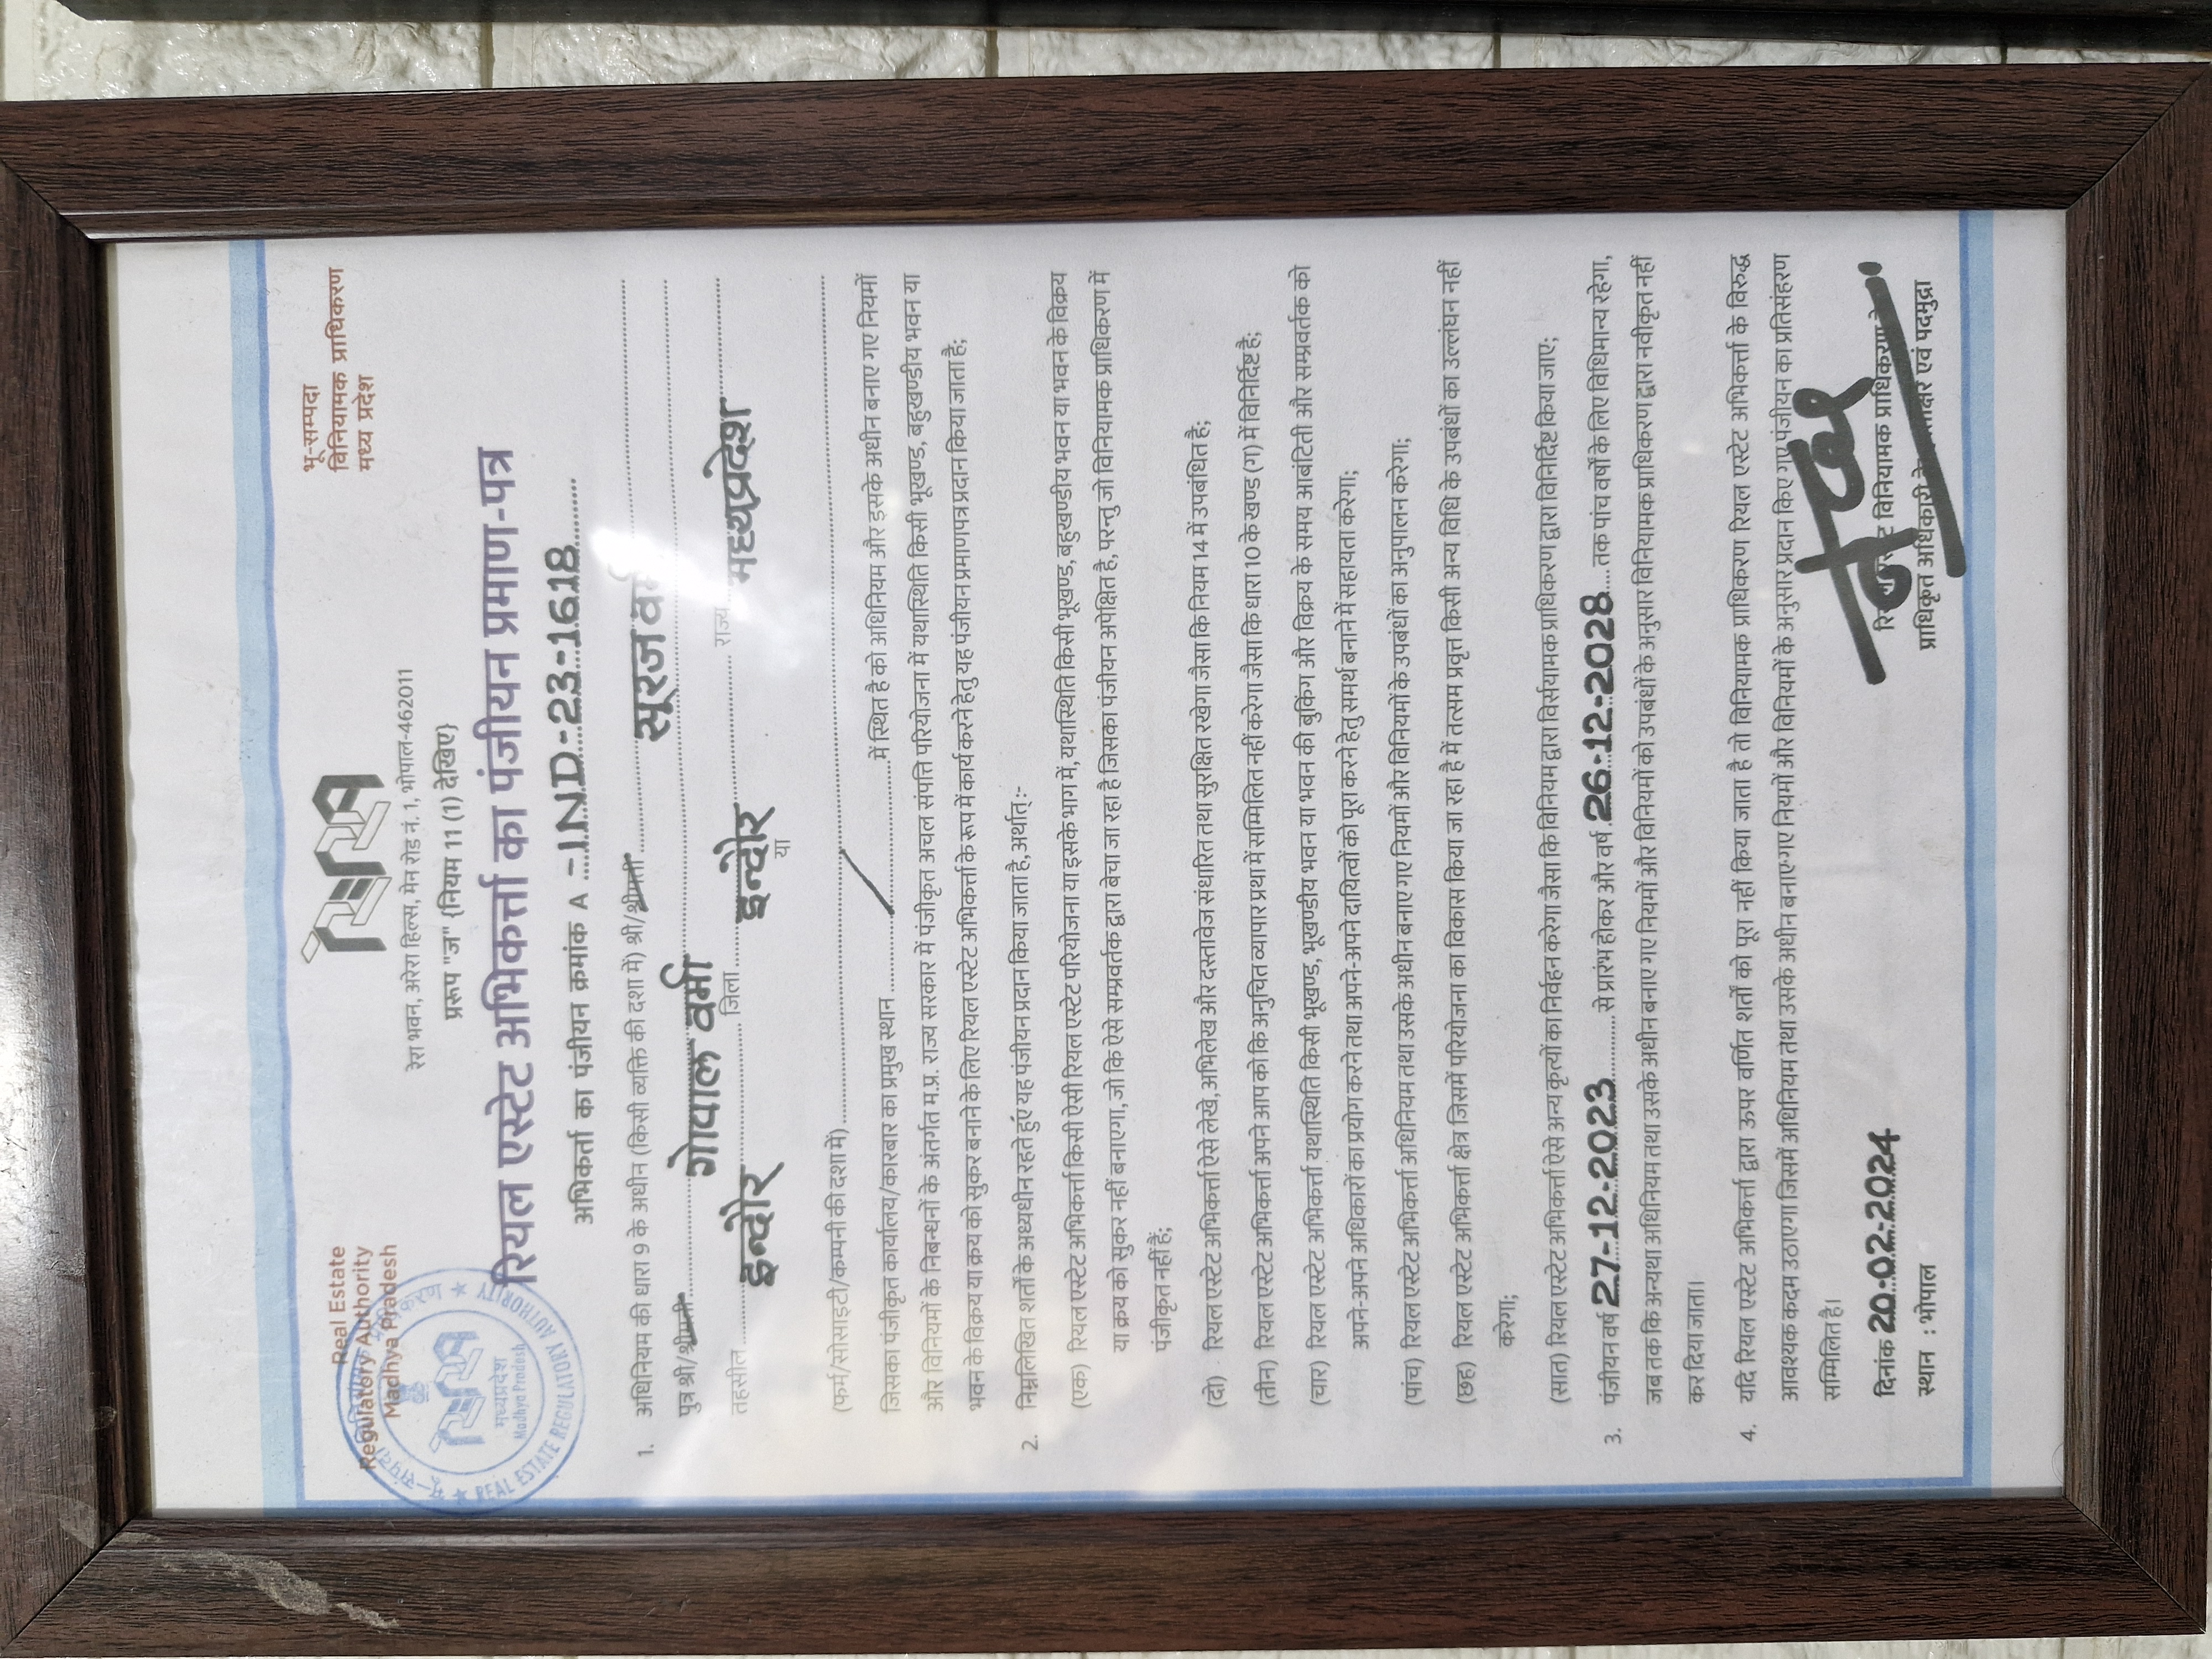 Real Estate
Regulatory Authority
Madhya Pradesh
RERA
भू-सम्पदा
विनियामक प्राधिकरण
मध्य प्रदेश
रेरा भवन, अरेरा हिल्स, मेन रोड नं. 1, भोपाल-462011
प्ररूप "ज" {नियम 11 (1) देखिए}
रियल एस्टेट अभिकर्त्ता का पंजीयन प्रमाण-पत्र
अभिकर्ता का पंजीयन क्रमांक A -IND-23-1618
1. अधिनियम की धारा 9 के अधीन (किसी व्यक्ति की दशा में) श्री/श्रीमती सूरज
पुत्र श्री/श्रीमती गोपाल वर्मा
तहसील इन्दौर जिला इन्दौर राज्य मध्यप्रदेश
या
(फर्म/सोसाइटी/कम्पनी की दशा में)
जिसका पंजीकृत कार्यालय/कारबार का प्रमुख स्थान में स्थित है को अधिनियम और इसके अधीन बनाए गए नियमों
और विनियमों के निबन्धनों के अंतर्गत म.प्र. राज्य सरकार में पंजीकृत अचल संपत्ति परियोजना में यथास्थिति किसी भूखण्ड, बहुखण्डीय भवन या
भवन के विक्रय या क्रय को सुकर बनाने के लिए रियल एस्टेट अभिकर्त्ता के रूप में कार्य करने हेतु यह पंजीयन प्रमाणपत्र प्रदान किया जाता है;
2. निम्नलिखित शर्तों के अध्यधीन रहते हुए यह पंजीयन प्रदान किया जाता है, अर्थात्:-
(एक) रियल एस्टेट अभिकर्त्ता किसी ऐसी रियल एस्टेट परियोजना या इसके भाग में, यथास्थिति किसी भूखण्ड, बहुखण्डीय भवन या भवन के विक्रय
या क्रय को सुकर नहीं बनाएगा, जो कि ऐसे सम्प्रवर्तक द्वारा बेचा जा रहा है जिसका पंजीयन अपेक्षित है, परन्तु जो विनियामक प्राधिकरण में
पंजीकृत नहीं है;
(दो) रियल एस्टेट अभिकर्त्ता ऐसे लेखे, अभिलेख और दस्तावेज संधारित तथा सुरक्षित रखेगा जैसा कि नियम 14 में उपबंधित है;
(तीन) रियल एस्टेट अभिकर्त्ता अपने आप को कि अनुचित व्यापार प्रथा में सम्मिलित नहीं करेगा जैसा कि धारा 10 के खण्ड (ग) में विनिर्दिष्ट है;
(चार) रियल एस्टेट अभिकर्त्ता यथास्थिति किसी भूखण्ड, भूखण्डीय भवन या भवन की बुकिंग और विक्रय के समय आबंटिती और सम्प्रवर्तक को
अपने-अपने अधिकारों का प्रयोग करने तथा अपने-अपने दायित्वों को पूरा करने हेतु समर्थ बनाने में सहायता करेगा;
(पांच) रियल एस्टेट अभिकर्त्ता अधिनियम तथा उसके अधीन बनाए गए नियमों और विनियमों के उपबंधों का अनुपालन करेगा;
(छह) रियल एस्टेट अभिकर्त्ता क्षेत्र जिसमें परियोजना का विकास किया जा रहा है में तत्सम प्रवृत्त किसी अन्य विधि के उपबंधों का उल्लंघन नहीं
करेगा;
(सात) रियल एस्टेट अभिकर्त्ता ऐसे अन्य कृत्यों का निर्वहन करेगा जैसा कि विनियम द्वारा विर्सयामक प्राधिकरण द्वारा विनिर्दिष्ट किया जाए;
3. पंजीयन वर्ष 27-12-2023 से प्रारंभ होकर और वर्ष 26-12-2028 तक पांच वर्षों के लिए विधिमान्य रहेगा,
जब तक कि अन्यथा अधिनियम तथा उसके अधीन बनाए गए नियमों और विनियमों को उपबंधों के अनुसार विनियामक प्राधिकरण द्वारा नवीकृत नहीं
कर दिया जाता।
4. यदि रियल एस्टेट अभिकर्त्ता द्वारा ऊपर वर्णित शर्तों को पूरा नहीं किया जाता है तो विनियामक प्राधिकरण रियल एस्टेट अभिकर्त्ता के विरुद्ध
आवश्यक कदम उठाएगा जिसमें अधिनियम तथा उसके अधीन बनाए गए नियमों और विनियमों के अनुसार प्रदान किए गए पंजीयन का प्रतिसंहरण
सम्मिलित है।
दिनांक 20-02-2024
स्थान : भोपाल
विनियामक प्राधिकरण
प्राधिकृत अधिकारी एवं पदमुद्रा
REAL ESTATE REGULATORY AUTHORITY
RERA
मध्यप्रदेश
Madhya Pradesh